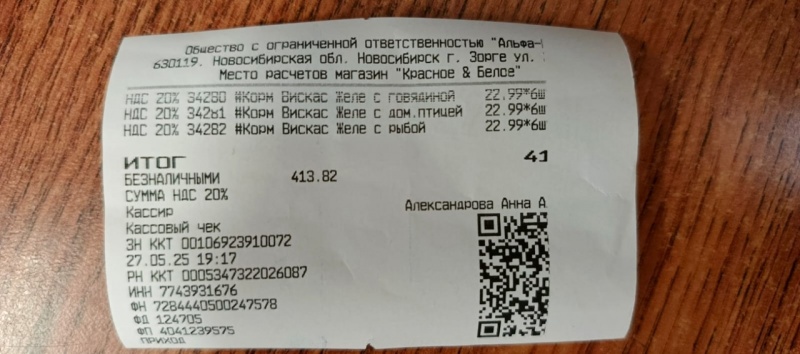 Общество с ограниченной ответственностью "Альфа-
630119. Новосибирская обл. Новосибирск г. Зорге ул.
Место расчетов магазин "Красное & Белое"
НДС 20% 34280 #Корм Вискас Желе с говядиной 22.99*6ш
НДС 20% 34281 #Корм Вискас Желе с дом.птицей 22.99*6ш
НДС 20% 34282 #Корм Вискас Желе с рыбой 22.99*6ш
ИТОГ 41
БЕЗНАЛИЧНЫМИ 413.82
СУММА НДС 20%
Кассир Александрова Анна А
Кассовый чек
ЗН ККТ 00106923910072
27.05.25 19:17
РН ККТ 0005347322026087
ИНН 7743931676
ФН 7284440500247578
ФД 124705
ФП 4041239575
ПРИХОД